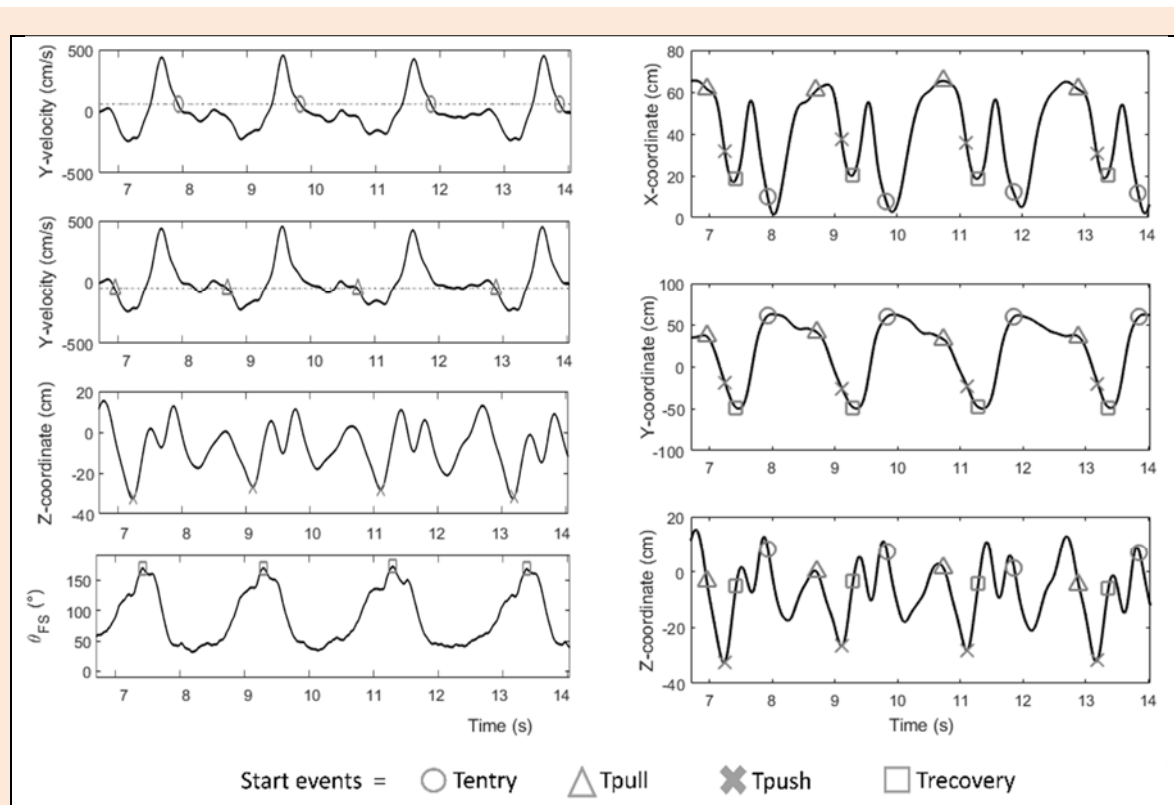 500
0
-500
Y-velocity (cm/s)
7 8 9 10 11 12 13 14
500
0
-500
Y-velocity (cm/s)
7 8 9 10 11 12 13 14
20
0
-20
-40
Z-coordinate (cm)
7 8 9 10 11 12 13 14
150
100
50
0
θFS (°)
7 8 9 10 11 12 13 14
Time (s)
80
60
40
20
0
X-coordinate (cm)
7 8 9 10 11 12 13 14
100
50
0
-50
-100
Y-coordinate (cm)
7 8 9 10 11 12 13 14
20
0
-20
-40
Z-coordinate (cm)
7 8 9 10 11 12 13 14
Time (s)
Start events = Tentry Tpull Tpush Trecovery